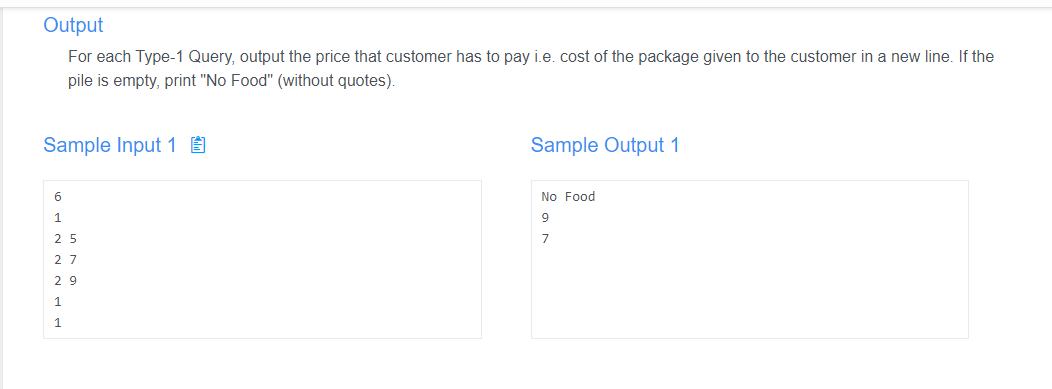 Output
For each Type-1 Query, output the price that customer has to pay i.e. cost of the package given to the customer in a new line. If the
pile is empty, print "No Food" (without quotes).
Sample Input 1
6
1
2 5
2 7
2 9
1
1
Sample Output 1
No Food
9
7